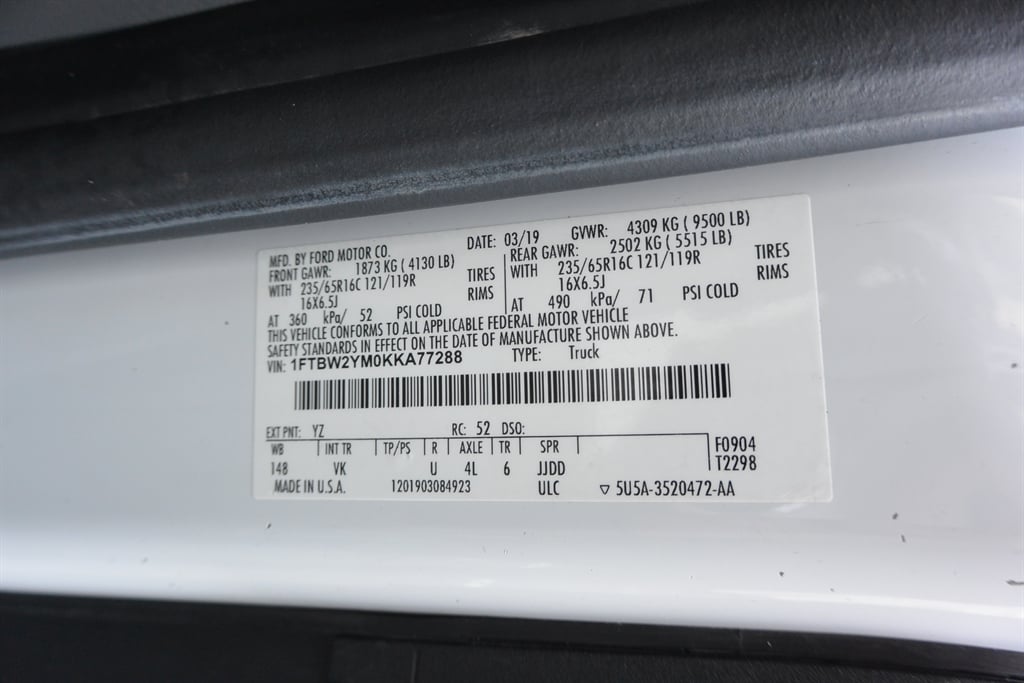 MFD. BY FORD MOTOR CO. DATE: 03/19 GVWR: 4309 KG ( 9500 LB)
FRONT GAWR: 1873 KG ( 4130 LB) REAR GAWR: 2502 KG ( 5515 LB)
WITH 235/65R16C 121/119R TIRES WITH 235/65R16C 121/119R TIRES
16X6.5J RIMS 16X6.5J RIMS
AT 360 kPa/ 52 PSI COLD AT 490 kPa/ 71 PSI COLD
THIS VEHICLE CONFORMS TO ALL APPLICABLE FEDERAL MOTOR VEHICLE
SAFETY STANDARDS IN EFFECT ON THE DATE OF MANUFACTURE SHOWN ABOVE.
VIN: 1FTBW2YM0KKA77288 TYPE: Truck
EXT PNT: YZ RC: 52 DSO:
WB INT TR TP/PS R AXLE TR SPR F0904
148 VK U 4L 6 JJDD T2298
MADE IN U.S.A. 1201903084923 ULC ▽ 5U5A-3520472-AA